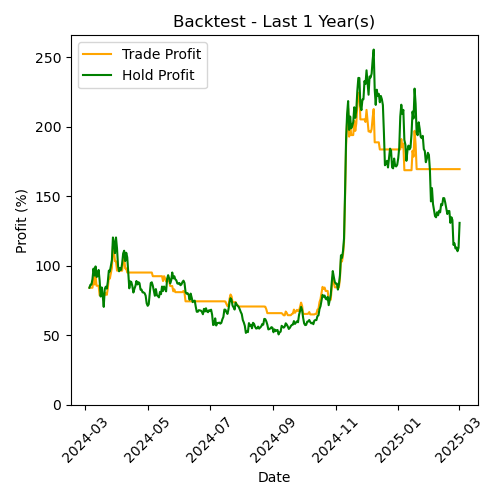 Backtest - Last 1 Year(s)
Trade Profit
Hold Profit
Profit (%)
250
200
150
100
50
0
2024-03
2024-05
2024-07
2024-09
2024-11
2025-01
2025-03
Date